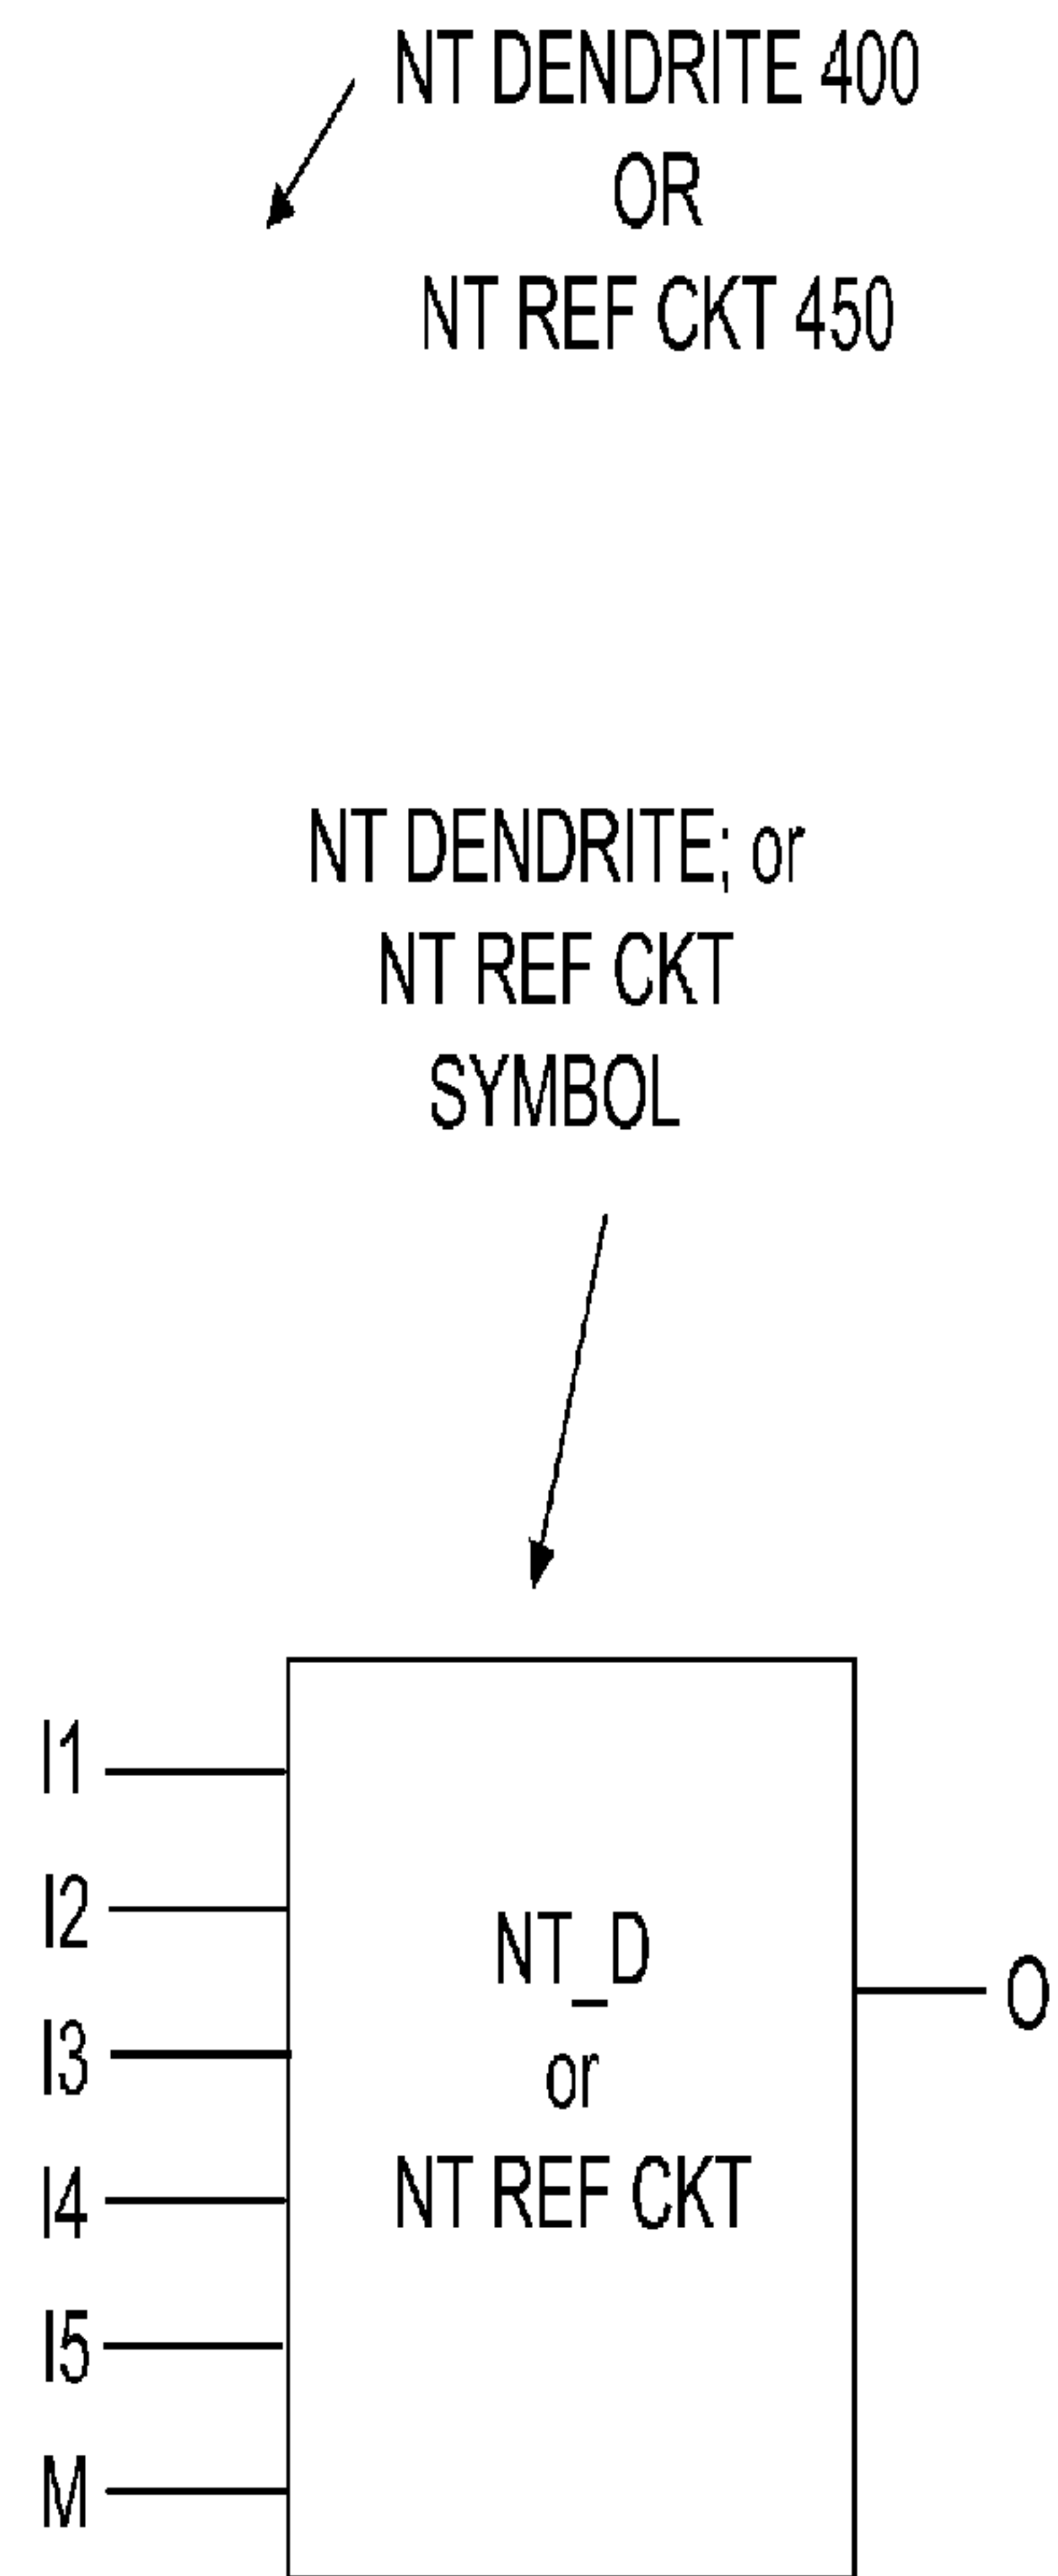 NT DENDRITE 400
OR
NT REF CKT 450
NT DENDRITE; or
NT REF CKT
SYMBOL
I1
I2
NT_D
O
I3
or
I4
NT REF CKT
I5
M